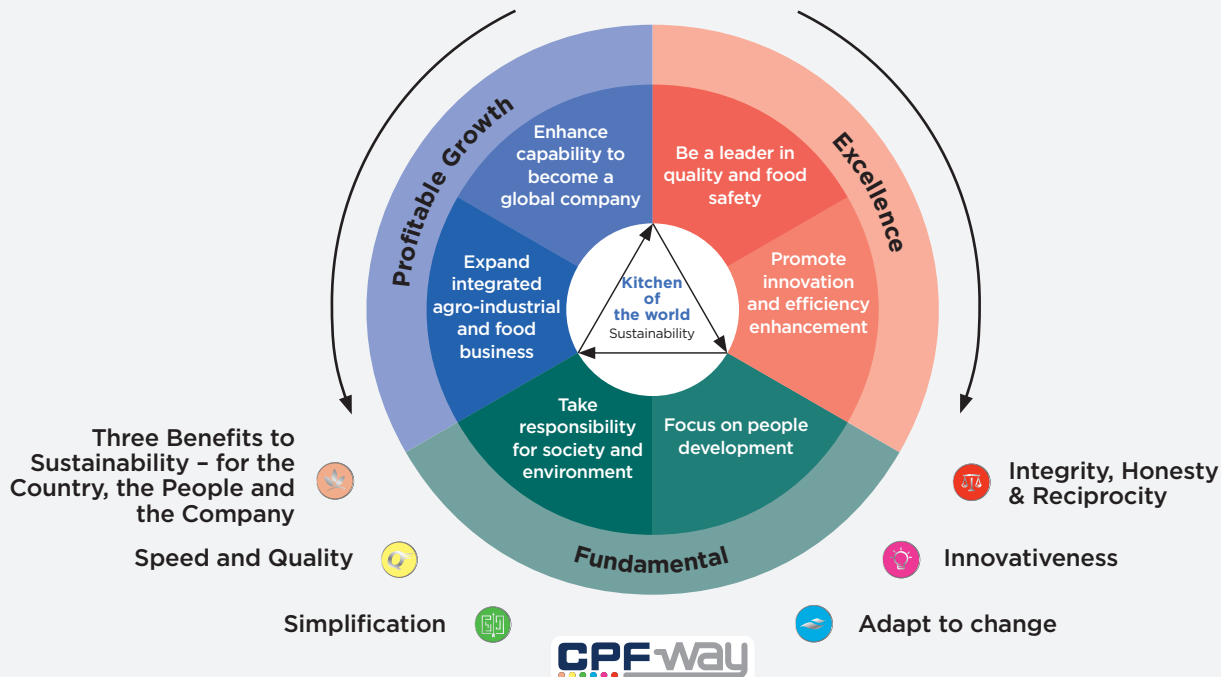 Profitable Growth
Excellence
Enhance
capability to
become a
global company
Be a leader in
quality and food
safety
Expand
integrated
agro-industrial
and food
business
Kitchen
of
the world
Sustainability
Promote
innovation
and efficiency
enhancement
Take
responsibility
for society and
environment
Focus on people
development
Fundamental
Three Benefits to
Sustainability – for the
Country, the People and
the Company
Integrity, Honesty
& Reciprocity
Speed and Quality
Q
Innovativeness
Simplification
Adapt to change
CPF way